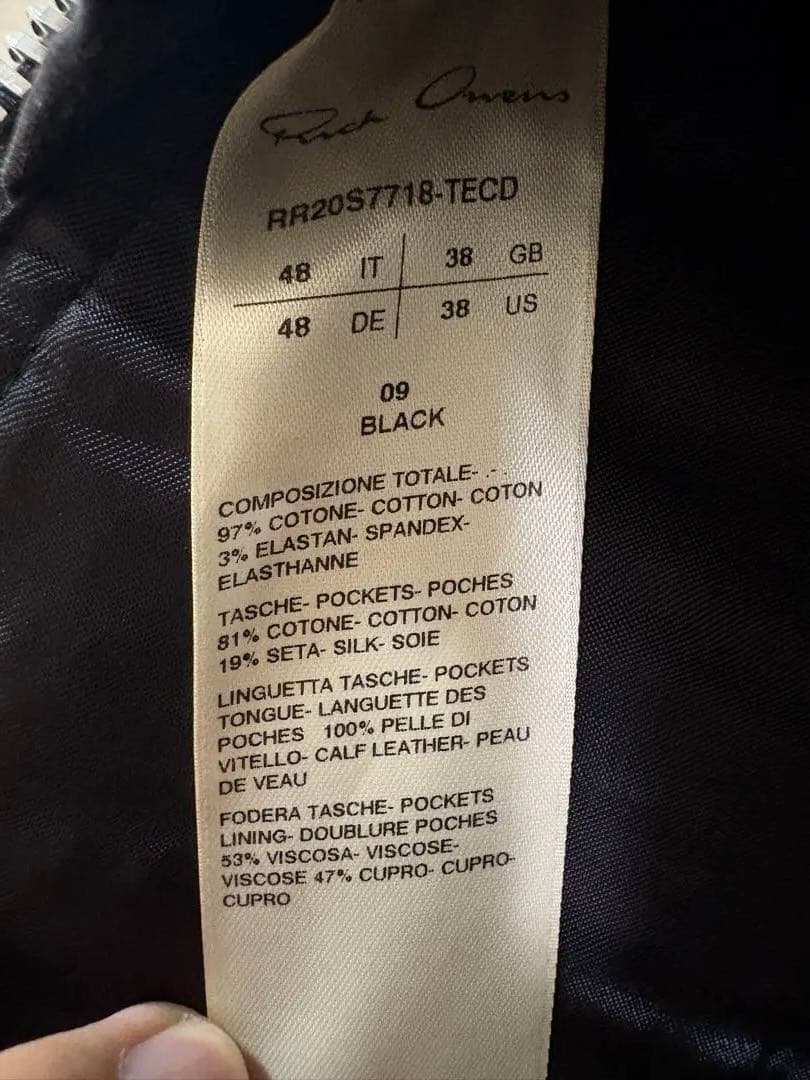 Rick Owens
RR20S7718-TECD
48 IT 38 GB
48 DE 38 US
09
BLACK
COMPOSIZIONE TOTALE- .- .
97% COTONE- COTTON- COTON
3% ELASTAN- SPANDEX-
ELASTHANNE
TASCHE- POCKETS- POCHES
81% COTONE- COTTON- COTON
19% SETA- SILK- SOIE
LINGUETTA TASCHE- POCKETS
TONGUE- LANGUETTE DES
POCHES 100% PELLE DI
VITELLO- CALF LEATHER- PEAU
DE VEAU
FODERA TASCHE- POCKETS
LINING- DOUBLURE POCHES
53% VISCOSA- VISCOSE-
VISCOSE 47% CUPRO- CUPRO-
CUPRO